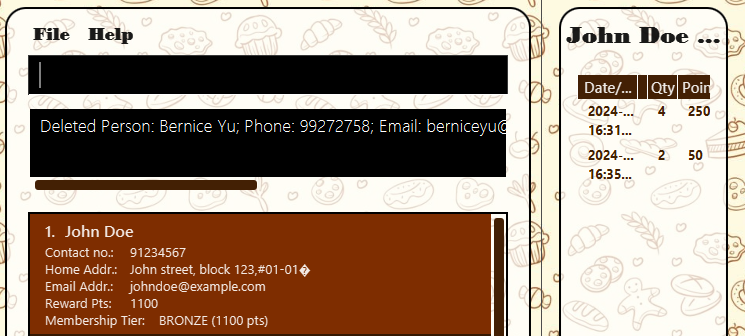 File Help
Deleted Person: Bernice Yu; Phone: 99272758; Email: berniceyu@
1. John Doe
Contact no.: 91234567
Home Addr.: John street, block 123,#01-01�
Email Addr.: johndoe@example.com
Reward Pts: 1100
Membership Tier: BRONZE (1100 pts)
John Doe ...
Date/... Qty Poin
2024-... 4 250
16:31...
2024-... 2 50
16:35...